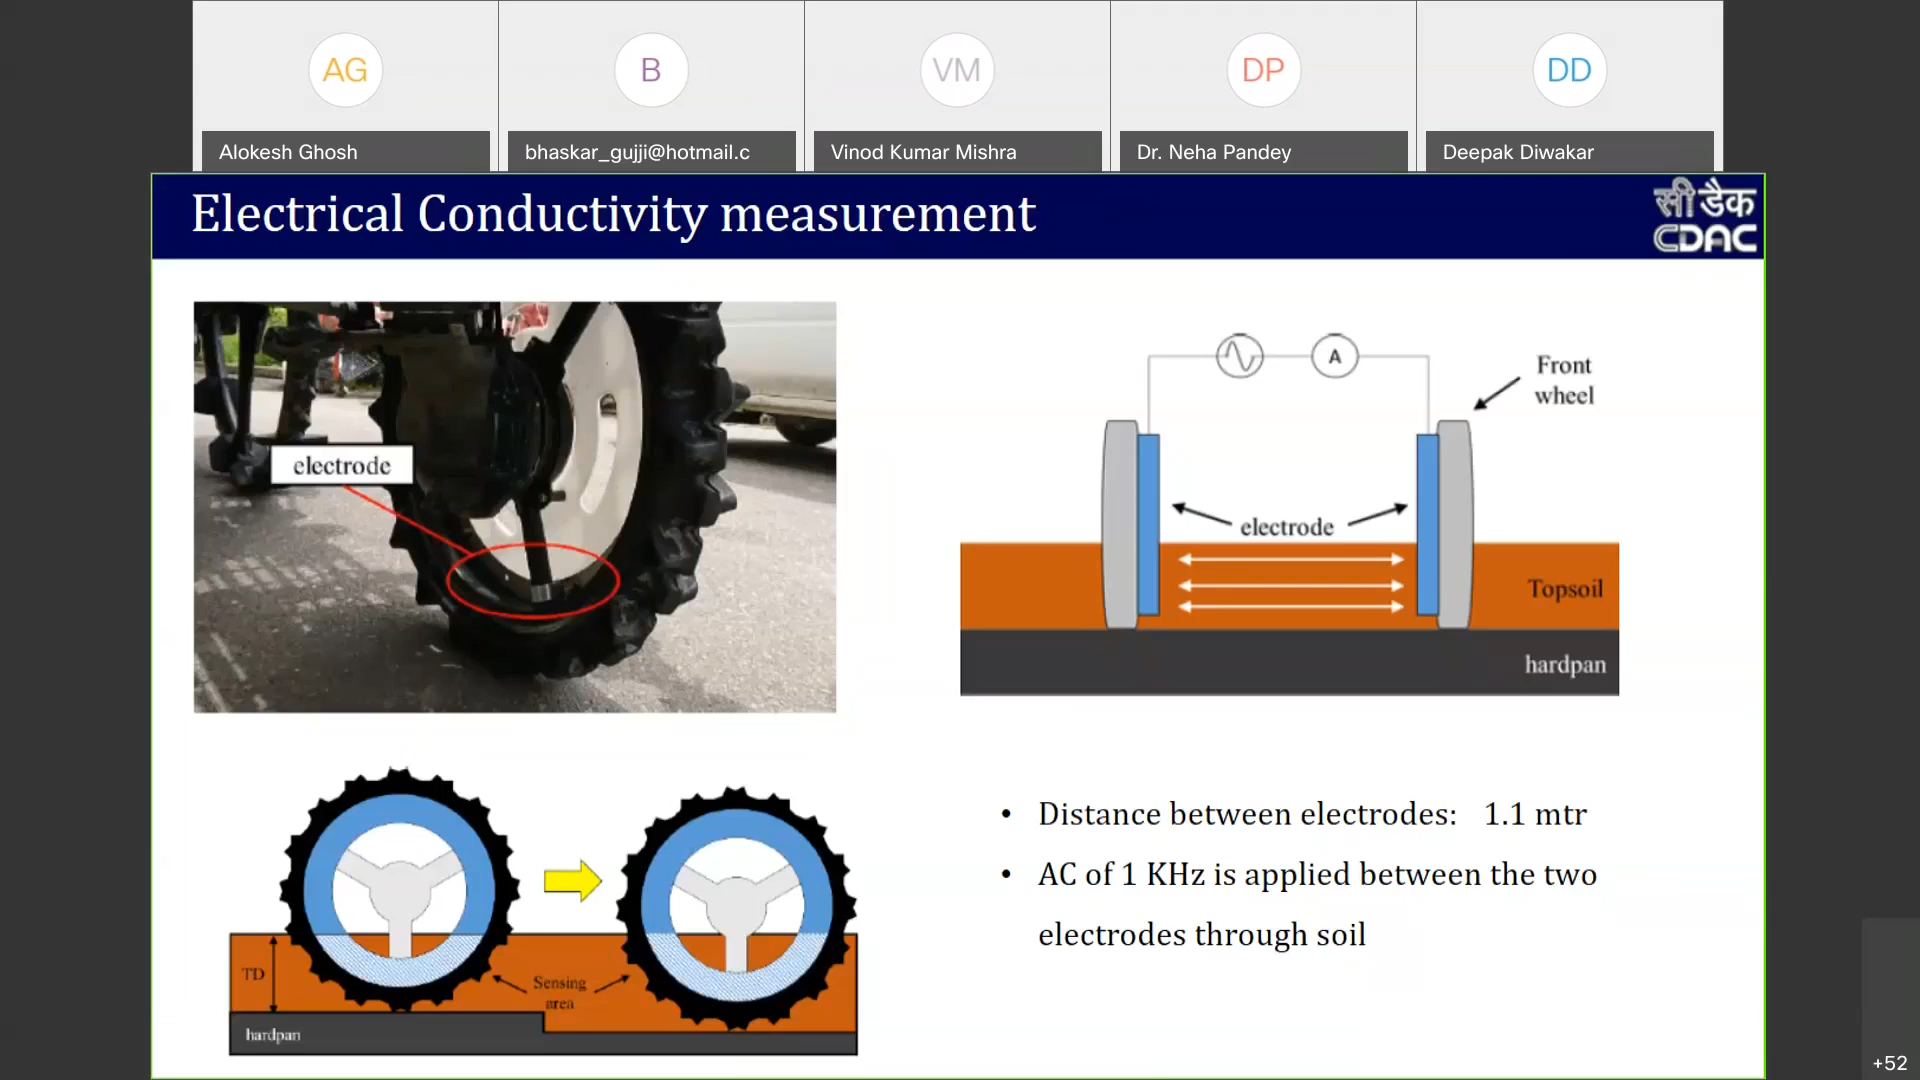 AG
B
VM
DP
DD
Alokesh Ghosh
bhaskar_gujji@hotmail.c
Vinod Kumar Mishra
Dr. Neha Pandey
Deepak Diwakar
Electrical Conductivity measurement
सी डैक
CDAC
electrode
A
Front
wheel
electrode
Topsoil
hardpan
TD
Sensing
area
hardpan
• Distance between electrodes: 1.1 mtr
• AC of 1 KHz is applied between the two
electrodes through soil
+52